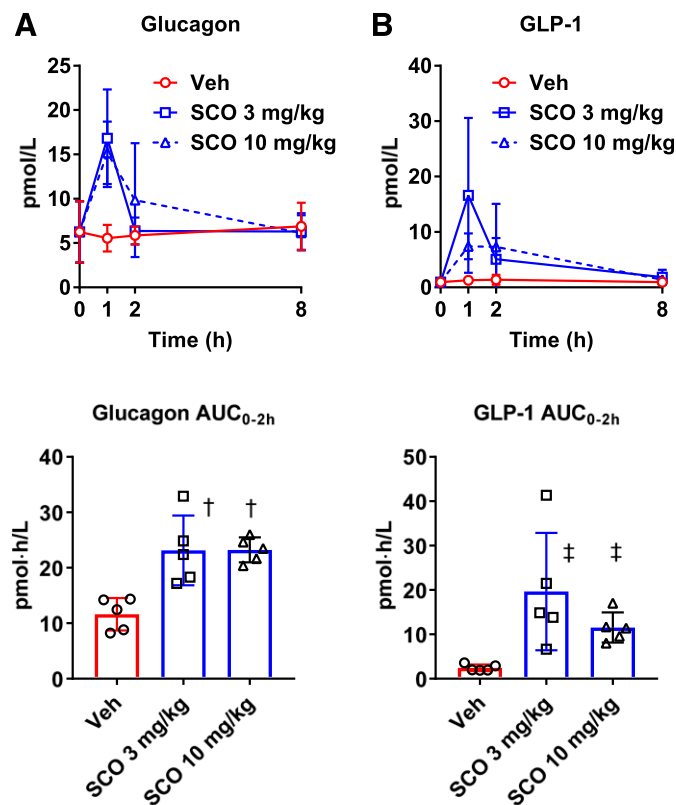 A
Glucagon
25
20
15
10
5
0
pmol/L
Veh
SCO 3 mg/kg
SCO 10 mg/kg
0 1 2 8
Time (h)
B
GLP-1
40
30
20
10
0
pmol/L
Veh
SCO 3 mg/kg
SCO 10 mg/kg
0 1 2 8
Time (h)
Glucagon AUC0-2h
40
30
20
10
0
pmol·h/L
† †
Veh
SCO 3 mg/kg
SCO 10 mg/kg
GLP-1 AUC0-2h
50
40
30
20
10
0
pmol·h/L
‡ ‡
Veh
SCO 3 mg/kg
SCO 10 mg/kg